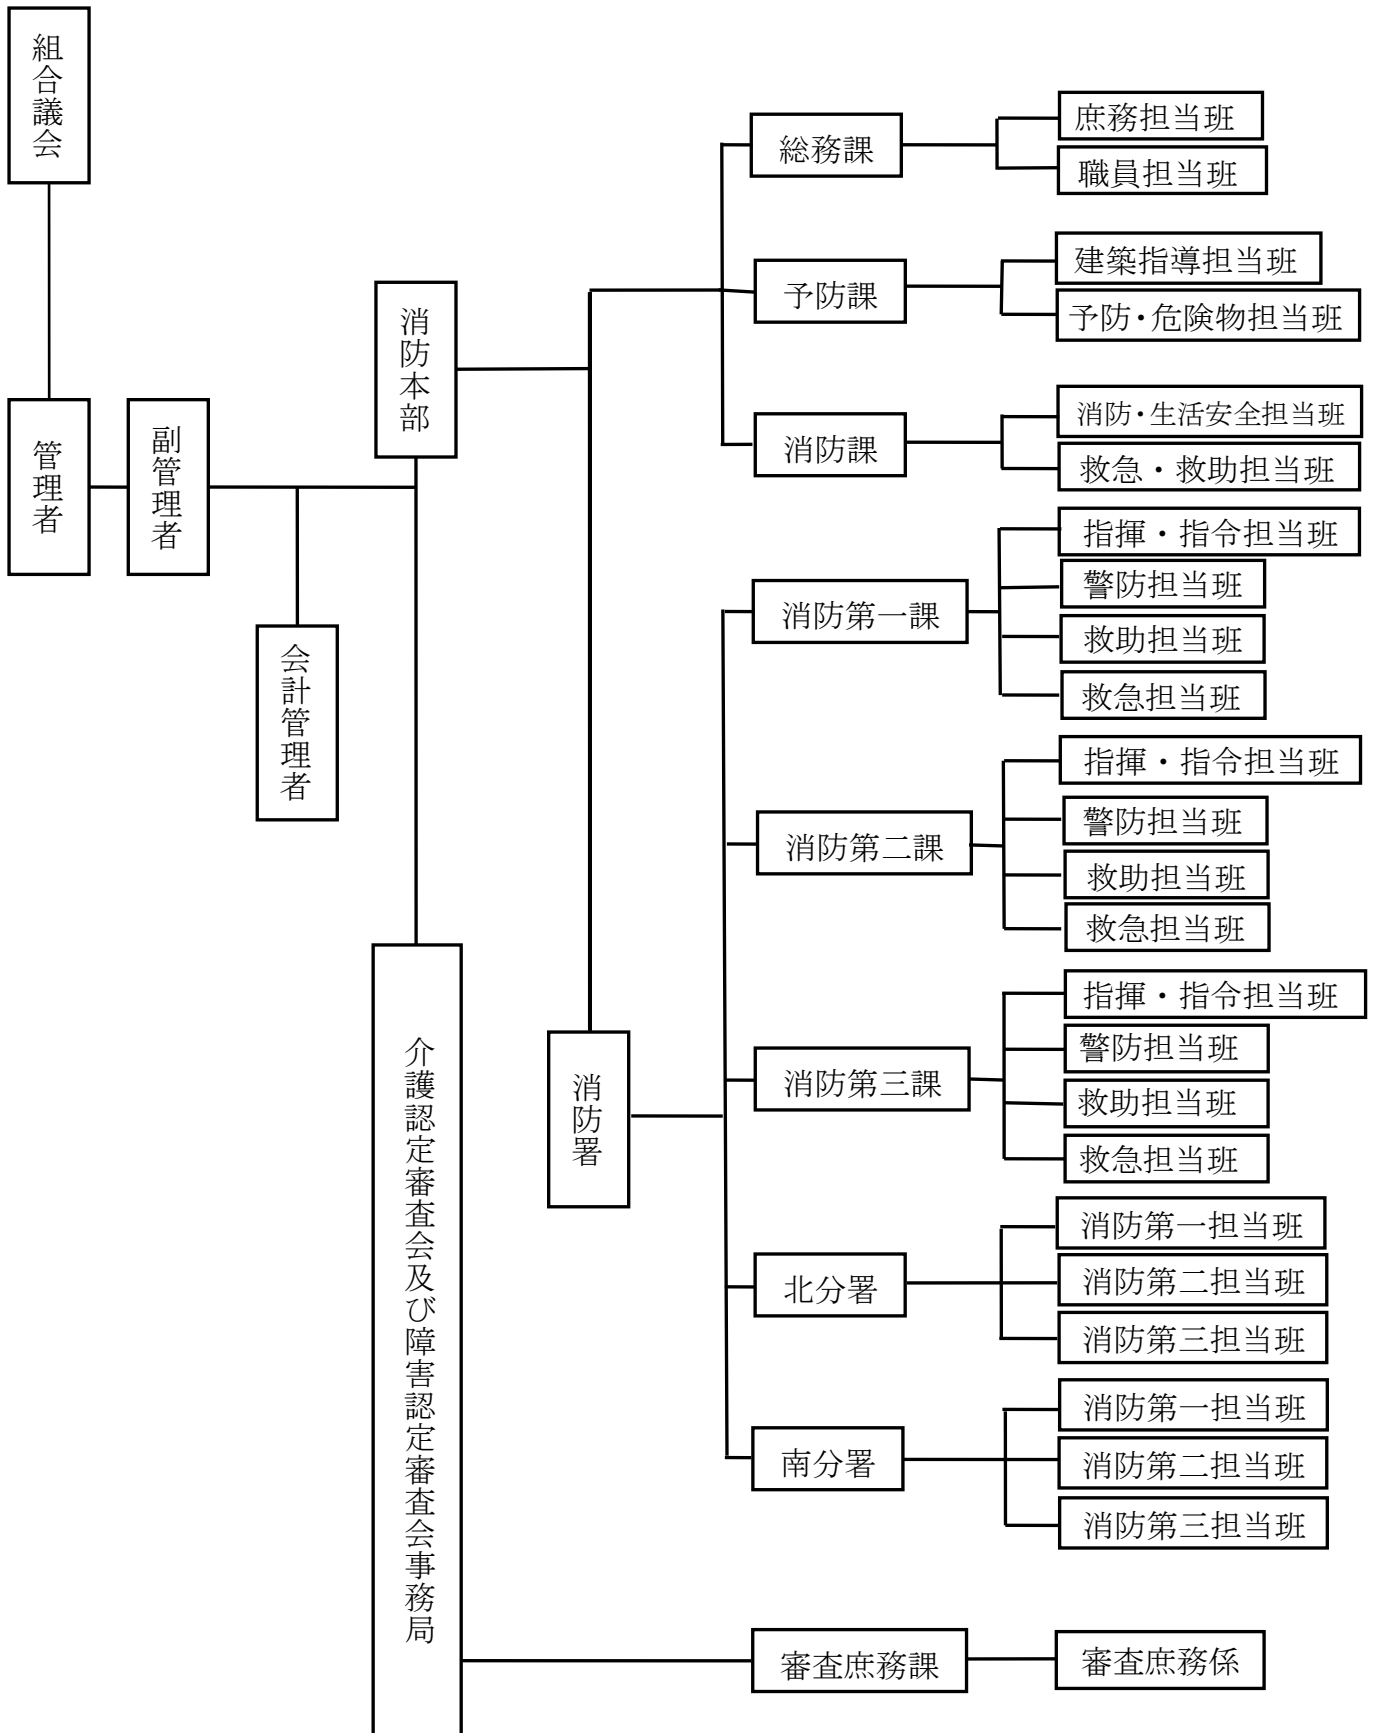 組合議会
管理者
副管理者
会計管理者
消防本部
総務課
庶務担当班
職員担当班
予防課
建築指導担当班
予防・危険物担当班
消防課
消防・生活安全担当班
救急・救助担当班
消防署
消防第一課
指揮・指令担当班
警防担当班
救助担当班
救急担当班
消防第二課
指揮・指令担当班
警防担当班
救助担当班
救急担当班
消防第三課
指揮・指令担当班
警防担当班
救助担当班
救急担当班
北分署
消防第一担当班
消防第二担当班
消防第三担当班
南分署
消防第一担当班
消防第二担当班
消防第三担当班
介護認定審査会及び障害認定審査会事務局
審査庶務課
審査庶務係